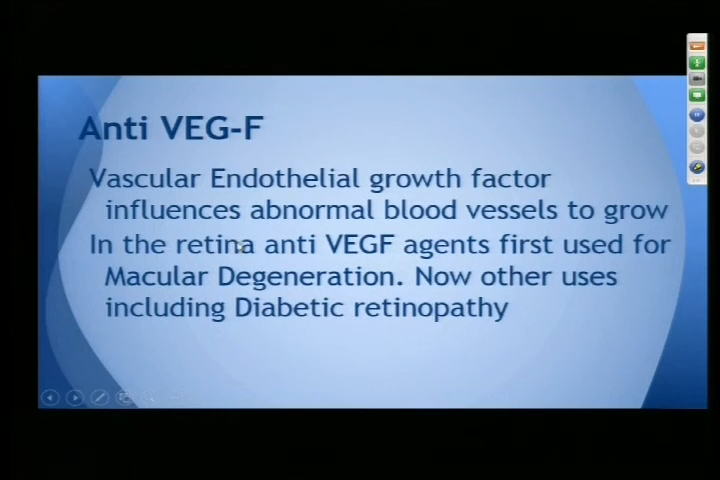 Anti VEG-F
Vascular Endothelial growth factor
influences abnormal blood vessels to grow
In the retina anti VEGF agents first used for
Macular Degeneration. Now other uses
including Diabetic retinopathy